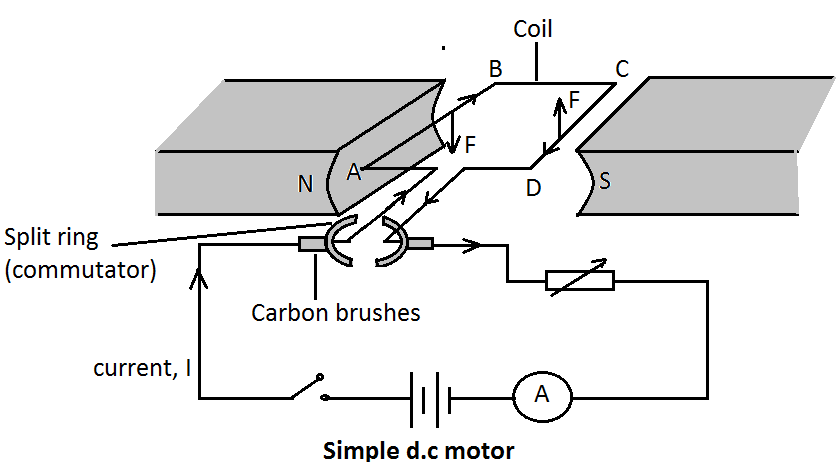 Coil
B
C
F
F
A
N
D
S
Split ring
(commutator)
Carbon brushes
current, I
A
Simple d.c motor